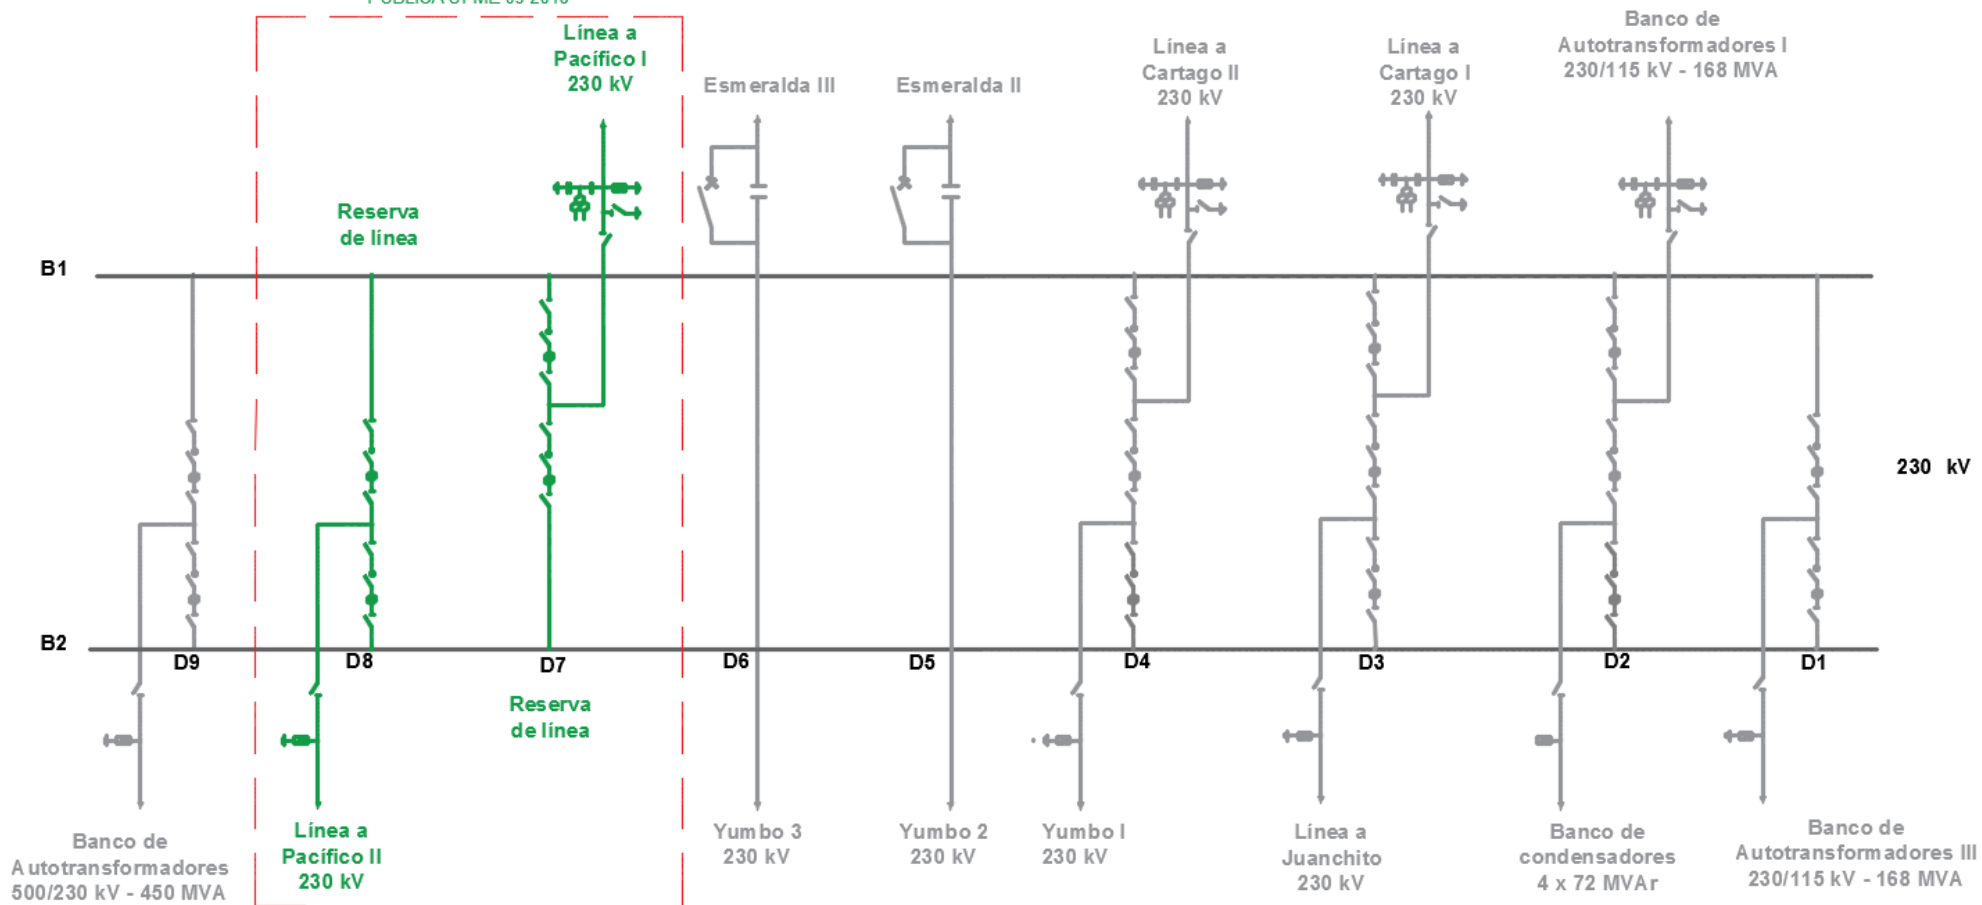 Línea a
Pacífico I
230 kV
Esmeralda III
Esmeralda II
Línea a
Cartago II
230 kV
Línea a
Cartago I
230 kV
Banco de
Autotransformadores I
230/115 kV - 168 MVA
Reserva
de línea
B1
230 kV
B2
D9
D8
D7
D6
D5
D4
D3
D2
D1
Reserva
de línea
Banco de
Autotransformadores
500/230 kV - 450 MVA
Línea a
Pacífico II
230 kV
Yumbo 3
230 kV
Yumbo 2
230 kV
Yumbo I
230 kV
Línea a
Juanchito
230 kV
Banco de
condensadores
4 x 72 MVAr
Banco de
Autotransformadores III
230/115 kV - 168 MVA